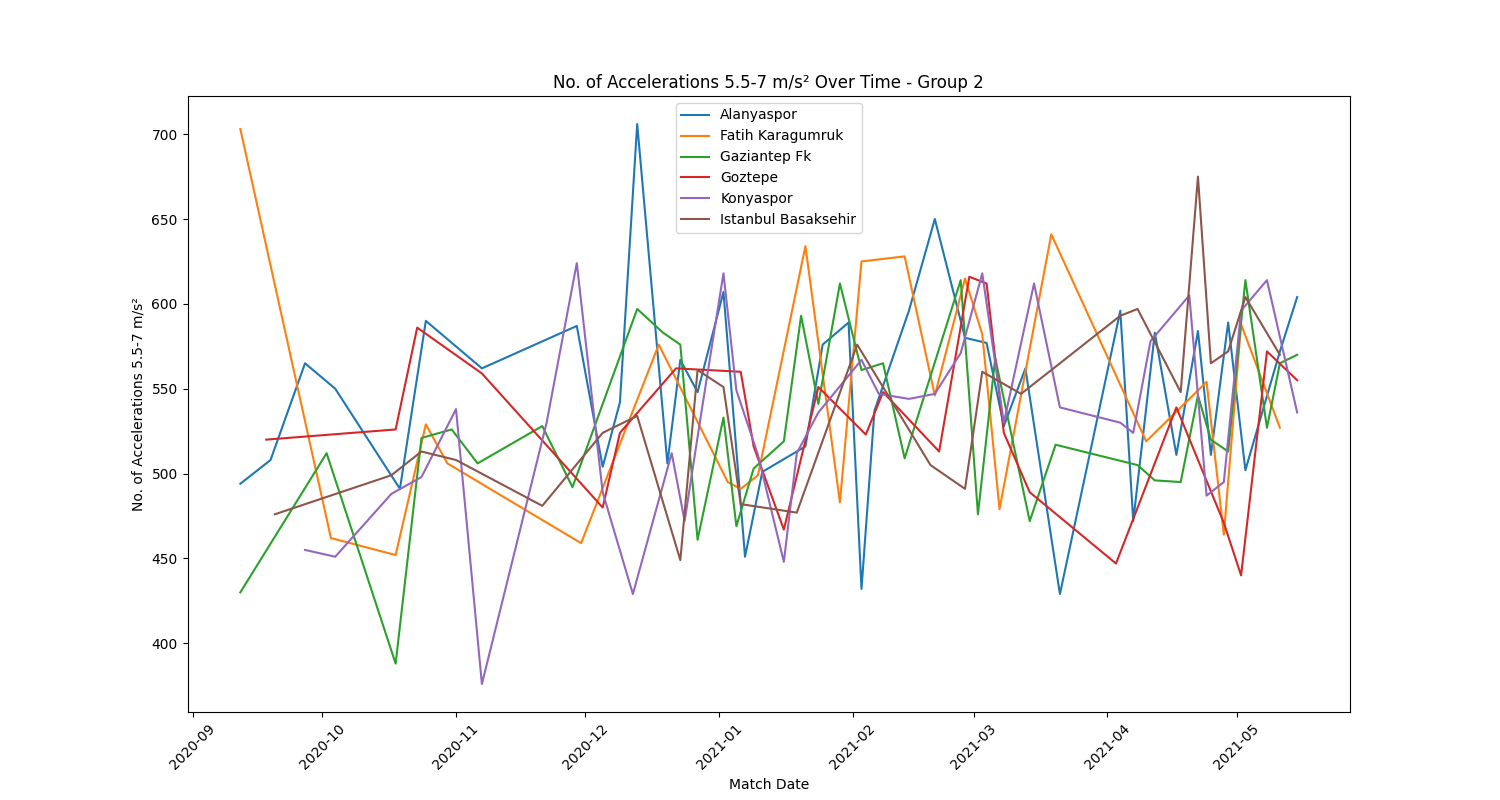 No. of Accelerations 5.5-7 m/s² Over Time - Group 2
Alanyaspor
Fatih Karagumruk
Gaziantep Fk
Goztepe
Konyaspor
Istanbul Basaksehir
No. of Accelerations 5.5-7 m/s²
700
650
600
550
500
450
400
2020-09
2020-10
2020-11
2020-12
2021-01
2021-02
2021-03
2021-04
2021-05
Match Date